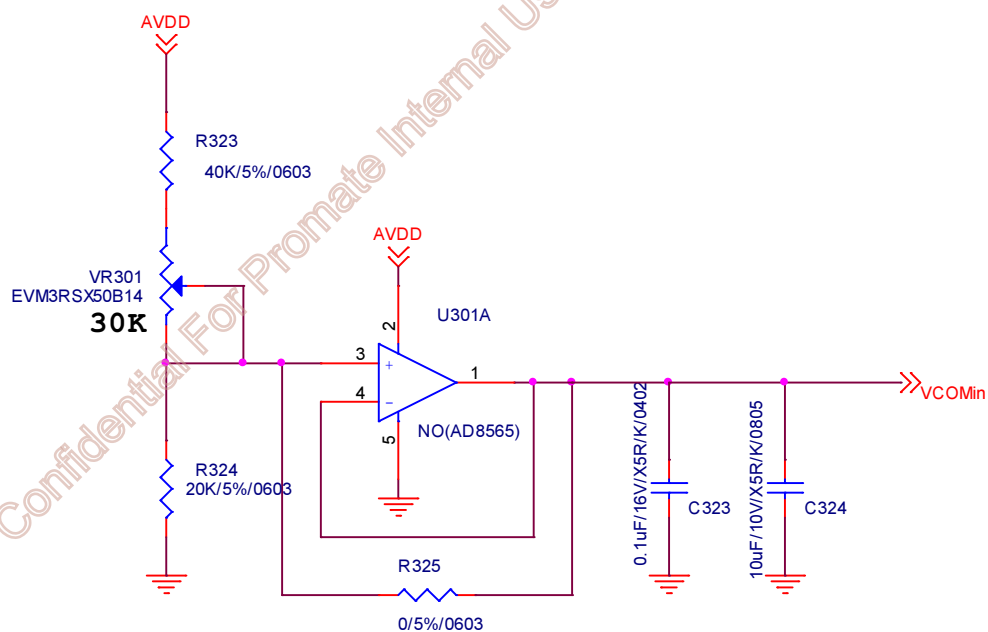 Confidential For Promate Internal Us
AVDD
R323
40K/5%/0603
VR301
EVM3RSX50B14
30K
AVDD
U301A
2
3
+
1
4
-
5
NO(AD8565)
VCOMin
R324
20K/5%/0603
R325
0/5%/0603
0.1uF/16V/X5R/K/0402
C323
10uF/10V/X5R/K/0805
C324